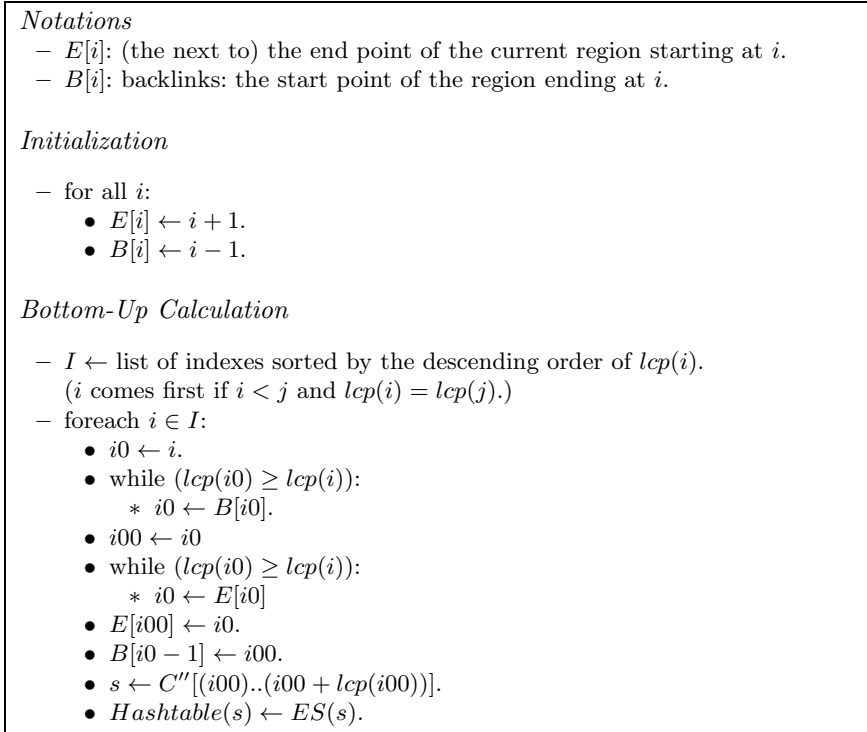 Notations
– E[i]: (the next to) the end point of the current region starting at i.
– B[i]: backlinks: the start point of the region ending at i.
Initialization
– for all i:
• E[i] ← i + 1.
• B[i] ← i − 1.
Bottom-Up Calculation
– I ← list of indexes sorted by the descending order of lcp(i).
(i comes first if i < j and lcp(i) = lcp(j).)
– foreach i ∈ I:
• i0 ← i.
• while (lcp(i0) ≥ lcp(i)):
∗ i0 ← B[i0].
• i00 ← i0
• while (lcp(i0) ≥ lcp(i)):
∗ i0 ← E[i0]
• E[i00] ← i0.
• B[i0 − 1] ← i00.
• s ← C′′[(i00)..(i00 + lcp(i00))].
• Hashtable(s) ← ES(s).